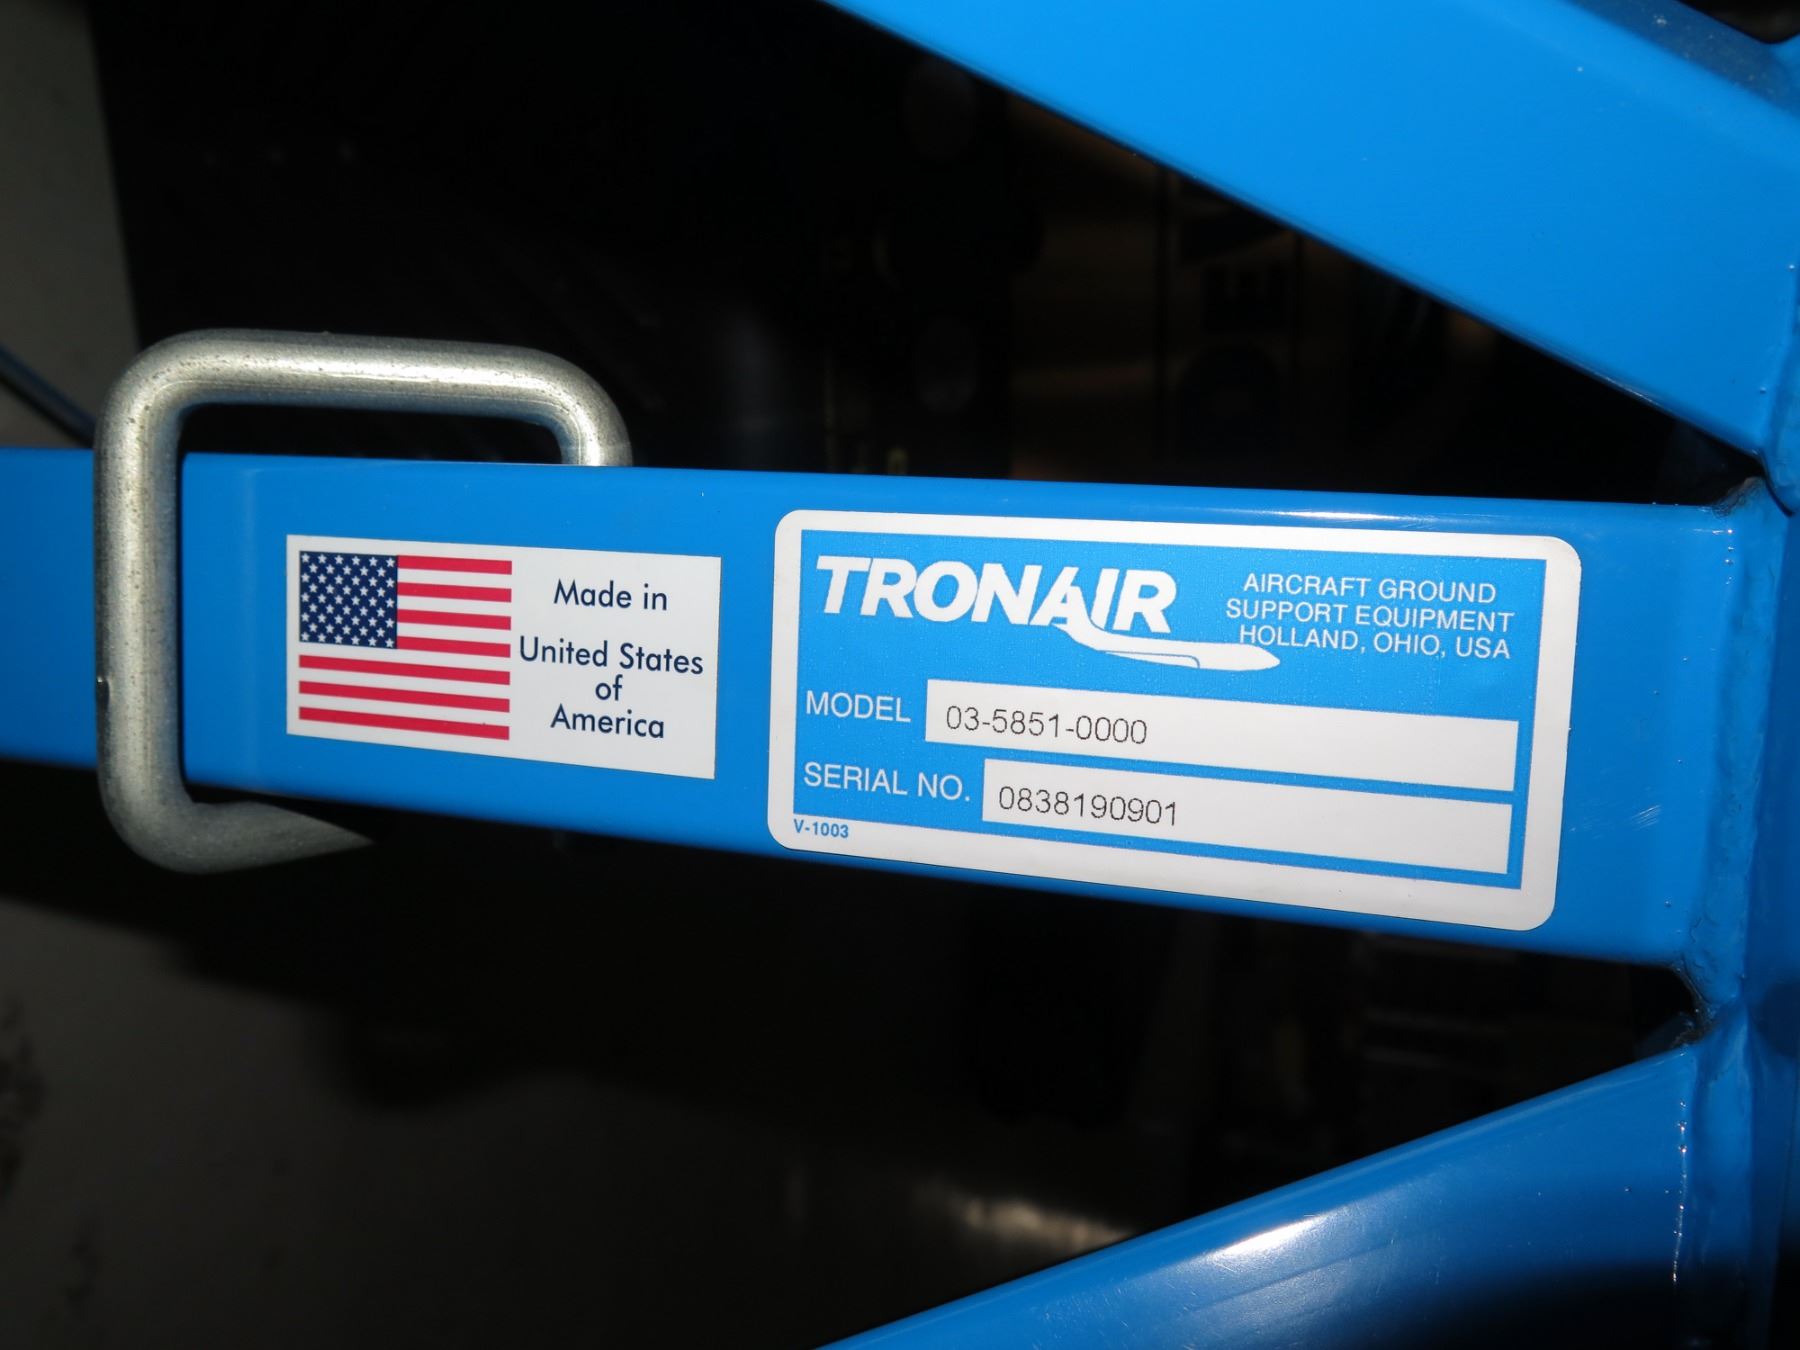 Made in
United States
of
America
TRONAIR
AIRCRAFT GROUND
SUPPORT EQUIPMENT
HOLLAND, OHIO, USA
MODEL 03-5851-0000
SERIAL NO. 0838190901
V-1003